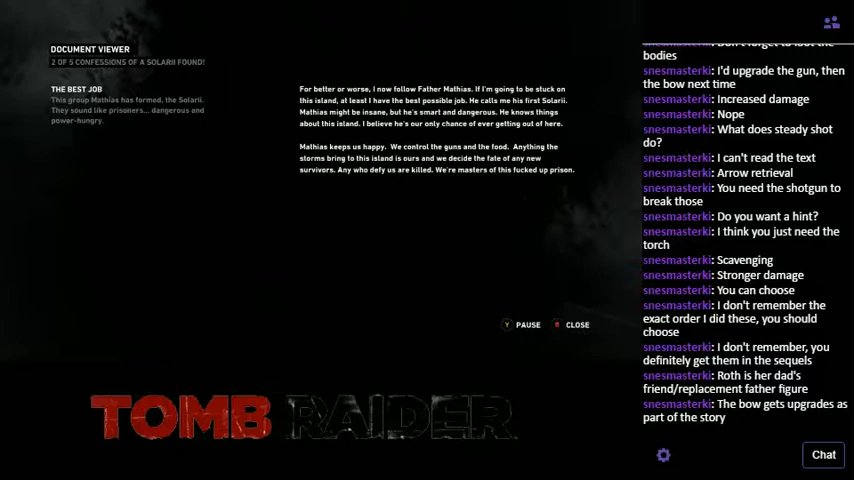 DOCUMENT VIEWER
2 OF 5 CONFESSIONS OF A SOLARII FOUND!
THE BEST JOB
This group Mathias has formed, the Solarii.
They sound like prisoners... dangerous and
power-hungry.
For better or worse, I now follow Father Mathias. If I'm going to be stuck on
this island, at least I have the best possible job. He calls me his first Solarii.
Mathias might be insane, but he's smart and dangerous. He knows things
about this island. I believe he's our only chance of ever getting out of here.
Mathias keeps us happy. We control the guns and the food. Anything the
storms bring to this island is ours and we decide the fate of any new
survivors. Any who defy us are killed. We're masters of this fucked up prison.
Y PAUSE B CLOSE
TOMB RAIDER
snesmasterki: Don't forget to loot the
bodies
snesmasterki: I'd upgrade the gun, then
the bow next time
snesmasterki: Increased damage
snesmasterki: Nope
snesmasterki: What does steady shot
do?
snesmasterki: I can't read the text
snesmasterki: Arrow retrieval
snesmasterki: You need the shotgun to
break those
snesmasterki: Do you want a hint?
snesmasterki: I think you just need the
torch
snesmasterki: Scavenging
snesmasterki: Stronger damage
snesmasterki: You can choose
snesmasterki: I don't remember the
exact order I did these, you should
choose
snesmasterki: I don't remember, you
definitely get them in the sequels
snesmasterki: Roth is her dad's
friend/replacement father figure
snesmasterki: The bow gets upgrades as
part of the story
Chat